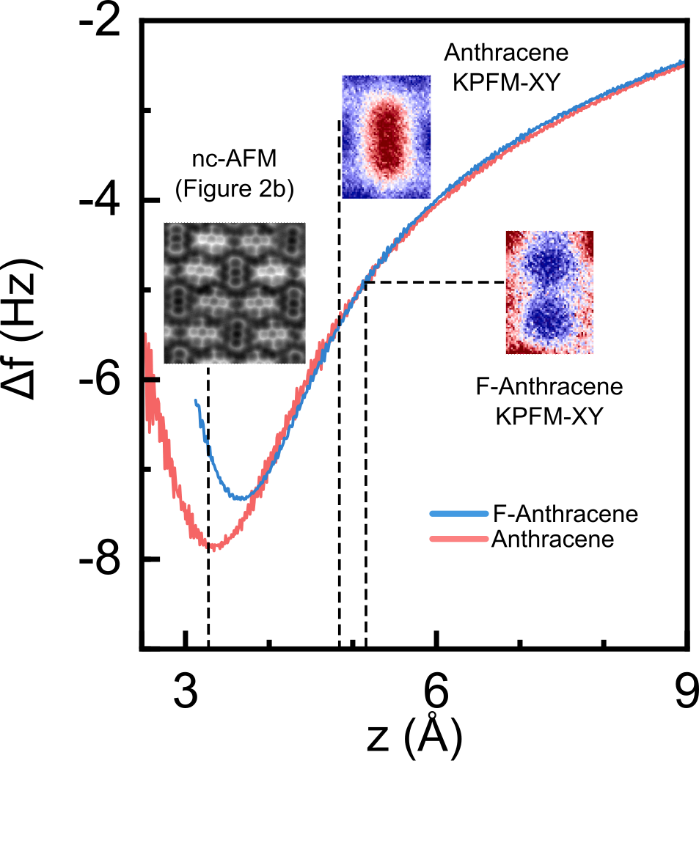 -2
Anthracene
KPFM-XY
nc-AFM
(Figure 2b)
-4
Δf (Hz)
-6
F-Anthracene
KPFM-XY
F-Anthracene
Anthracene
-8
3
6
9
z (Å)